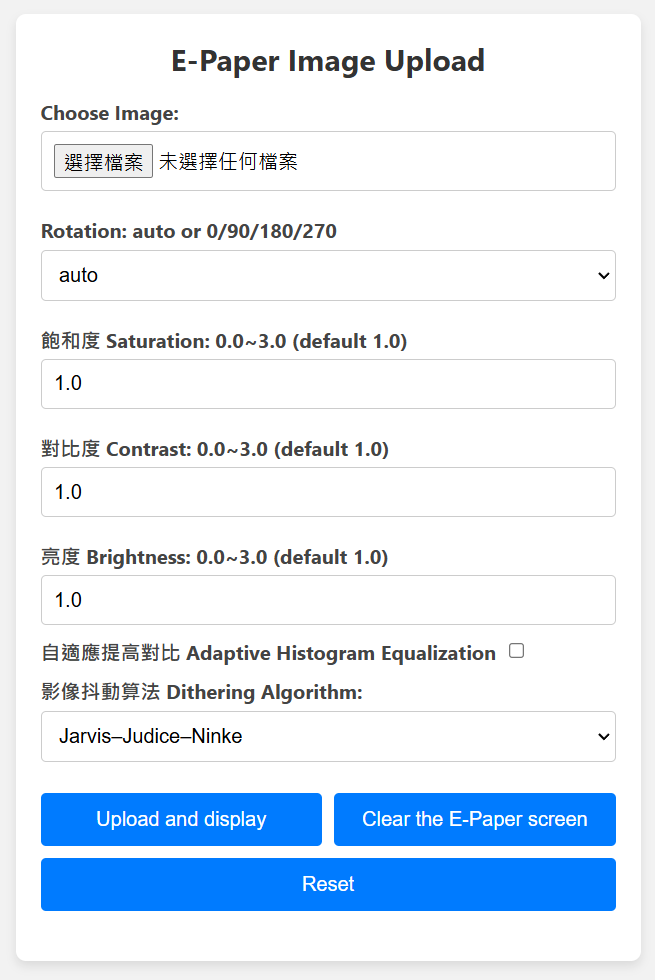 E-Paper Image Upload
Choose Image:
選擇檔案 未選擇任何檔案
Rotation: auto or 0/90/180/270
auto
飽和度 Saturation: 0.0~3.0 (default 1.0)
1.0
對比度 Contrast: 0.0~3.0 (default 1.0)
1.0
亮度 Brightness: 0.0~3.0 (default 1.0)
1.0
自適應提高對比 Adaptive Histogram Equalization
影像抖動算法 Dithering Algorithm:
Jarvis–Judice–Ninke
Upload and display Clear the E-Paper screen
Reset